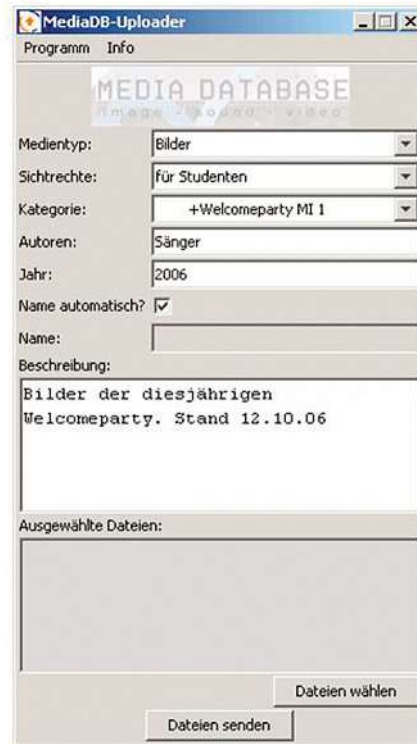 MediaDB-Uploader
Programm Info
MEDIA DATABASE
image - sound - video
Medientyp: Bilder
Sichtrechte: für Studenten
Kategorie: +Welcomeparty MI 1
Autoren: Sänger
Jahr: 2006
Name automatisch?
Name:
Beschreibung:
Bilder der diesjährigen
Welcomeparty. Stand 12.10.06
Ausgewählte Dateien:
Dateien wählen
Dateien senden